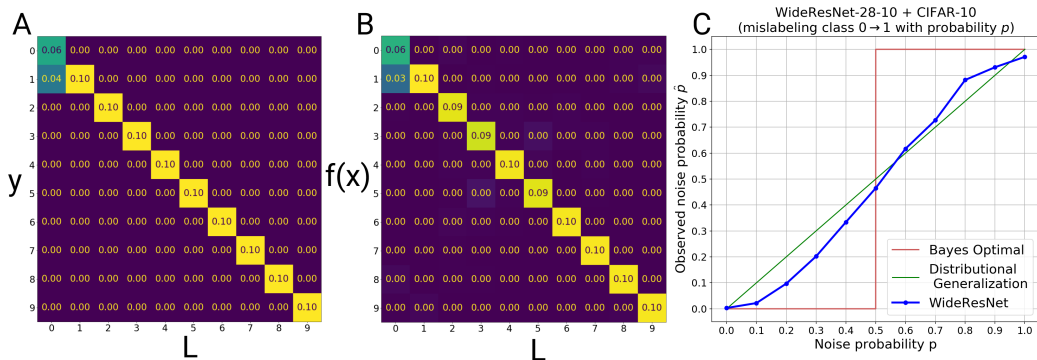 A
B
C
0 0.06 0.00 0.00 0.00 0.00 0.00 0.00 0.00 0.00 0.00
1 0.04 0.10 0.00 0.00 0.00 0.00 0.00 0.00 0.00 0.00
2 0.00 0.00 0.10 0.00 0.00 0.00 0.00 0.00 0.00 0.00
3 0.00 0.00 0.00 0.10 0.00 0.00 0.00 0.00 0.00 0.00
4 0.00 0.00 0.00 0.00 0.10 0.00 0.00 0.00 0.00 0.00
5 0.00 0.00 0.00 0.00 0.00 0.10 0.00 0.00 0.00 0.00
6 0.00 0.00 0.00 0.00 0.00 0.00 0.10 0.00 0.00 0.00
7 0.00 0.00 0.00 0.00 0.00 0.00 0.00 0.10 0.00 0.00
8 0.00 0.00 0.00 0.00 0.00 0.00 0.00 0.00 0.10 0.00
9 0.00 0.00 0.00 0.00 0.00 0.00 0.00 0.00 0.00 0.10
0 1 2 3 4 5 6 7 8 9
y
L
0 0.06 0.00 0.00 0.00 0.00 0.00 0.00 0.00 0.00 0.00
1 0.03 0.10 0.00 0.00 0.00 0.00 0.00 0.00 0.00 0.00
2 0.00 0.00 0.09 0.00 0.00 0.00 0.00 0.00 0.00 0.00
3 0.00 0.00 0.00 0.09 0.00 0.00 0.00 0.00 0.00 0.00
4 0.00 0.00 0.00 0.00 0.10 0.00 0.00 0.00 0.00 0.00
5 0.00 0.00 0.00 0.00 0.00 0.09 0.00 0.00 0.00 0.00
6 0.00 0.00 0.00 0.00 0.00 0.00 0.10 0.00 0.00 0.00
7 0.00 0.00 0.00 0.00 0.00 0.00 0.00 0.10 0.00 0.00
8 0.00 0.00 0.00 0.00 0.00 0.00 0.00 0.00 0.10 0.00
9 0.00 0.00 0.00 0.00 0.00 0.00 0.00 0.00 0.00 0.10
0 1 2 3 4 5 6 7 8 9
f(x)
L
WideResNet-28-10 + CIFAR-10
(mislabeling class 0→1 with probability p)
1.0
0.9
0.8
0.7
0.6
0.5
0.4
0.3
0.2
0.1
0.0
Observed noise probability p̂
Bayes Optimal
Distributional
Generalization
WideResNet
0.0 0.1 0.2 0.3 0.4 0.5 0.6 0.7 0.8 0.9 1.0
Noise probability p